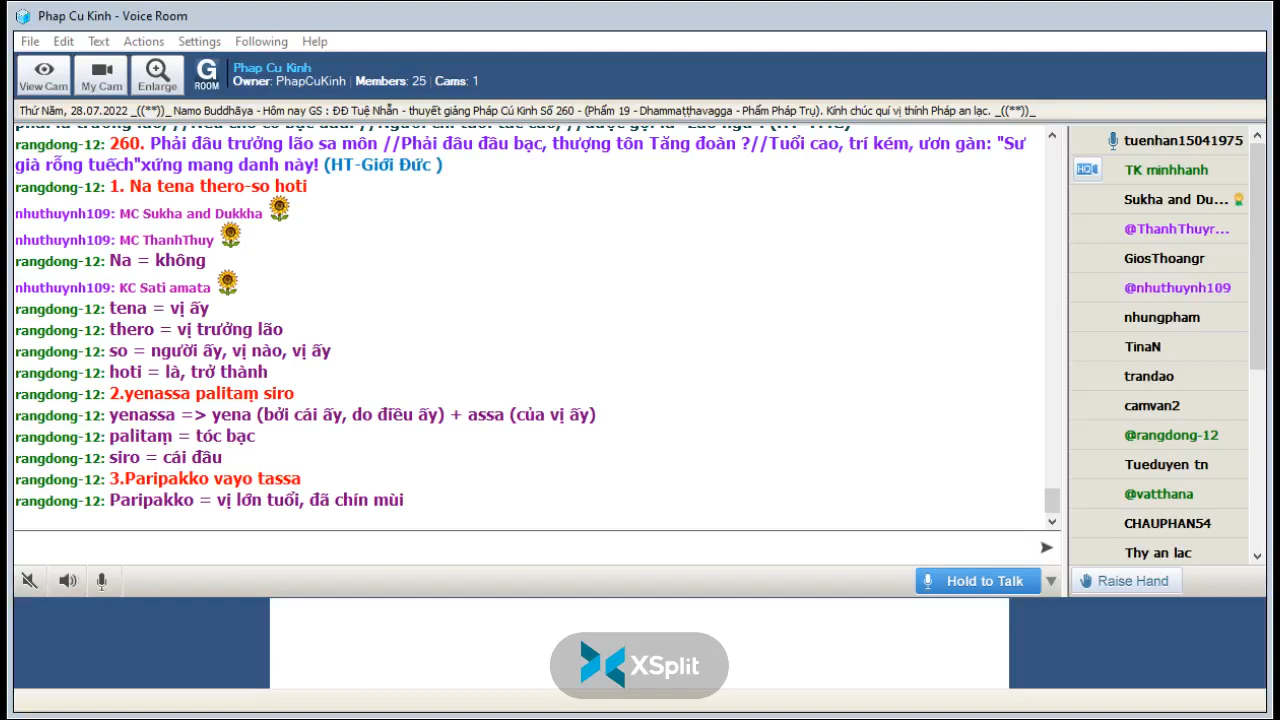 Phap Cu Kinh - Voice Room
File Edit Text Actions Settings Following Help
View Cam My Cam Enlarge G ROOM
Phap Cu Kinh
Owner: PhapCuKinh | Members: 25 | Cams: 1
Thứ Năm, 28.07.2022 _((**))_ Namo Buddhāya - Hôm nay GS : ĐĐ Tuệ Nhẫn - thuyết giảng Pháp Cú Kinh Số 260 - (Phẩm 19 - Dhammaṭṭhavagga - Phẩm Pháp Trụ). Kính chúc quí vị thính Pháp an lạc. _((**))_
rangdong-12: 260. Phải đâu trưởng lão sa môn //Phải đâu đầu bạc, thượng tôn Tăng đoàn ?//Tuổi cao, trí kém, ươn gàn: "Sư
già rỗng tuếch"xứng mang danh này! (HT-Giới Đức )
rangdong-12: 1. Na tena thero-so hoti
nhuthuynh109: MC Sukha and Dukkha
nhuthuynh109: MC ThanhThuy
rangdong-12: Na = không
nhuthuynh109: KC Sati amata
rangdong-12: tena = vị ấy
rangdong-12: thero = vị trưởng lão
rangdong-12: so = người ấy, vị nào, vị ấy
rangdong-12: hoti = là, trở thành
rangdong-12: 2.yenassa palitaṃ siro
rangdong-12: yenassa => yena (bởi cái ấy, do điều ấy) + assa (của vị ấy)
rangdong-12: palitaṃ = tóc bạc
rangdong-12: siro = cái đầu
rangdong-12: 3.Paripakko vayo tassa
rangdong-12: Paripakko = vị lớn tuổi, đã chín mùi
tuenhan15041975
HQ TK minhhanh
Sukha and Du...
@ThanhThuyr...
GiosThoangr
@nhuthuynh109
nhungpham
TinaN
trandao
camvan2
@rangdong-12
Tueduyen tn
@vatthana
CHAUPHAN54
Thy an lac
Hold to Talk
Raise Hand
XSplit